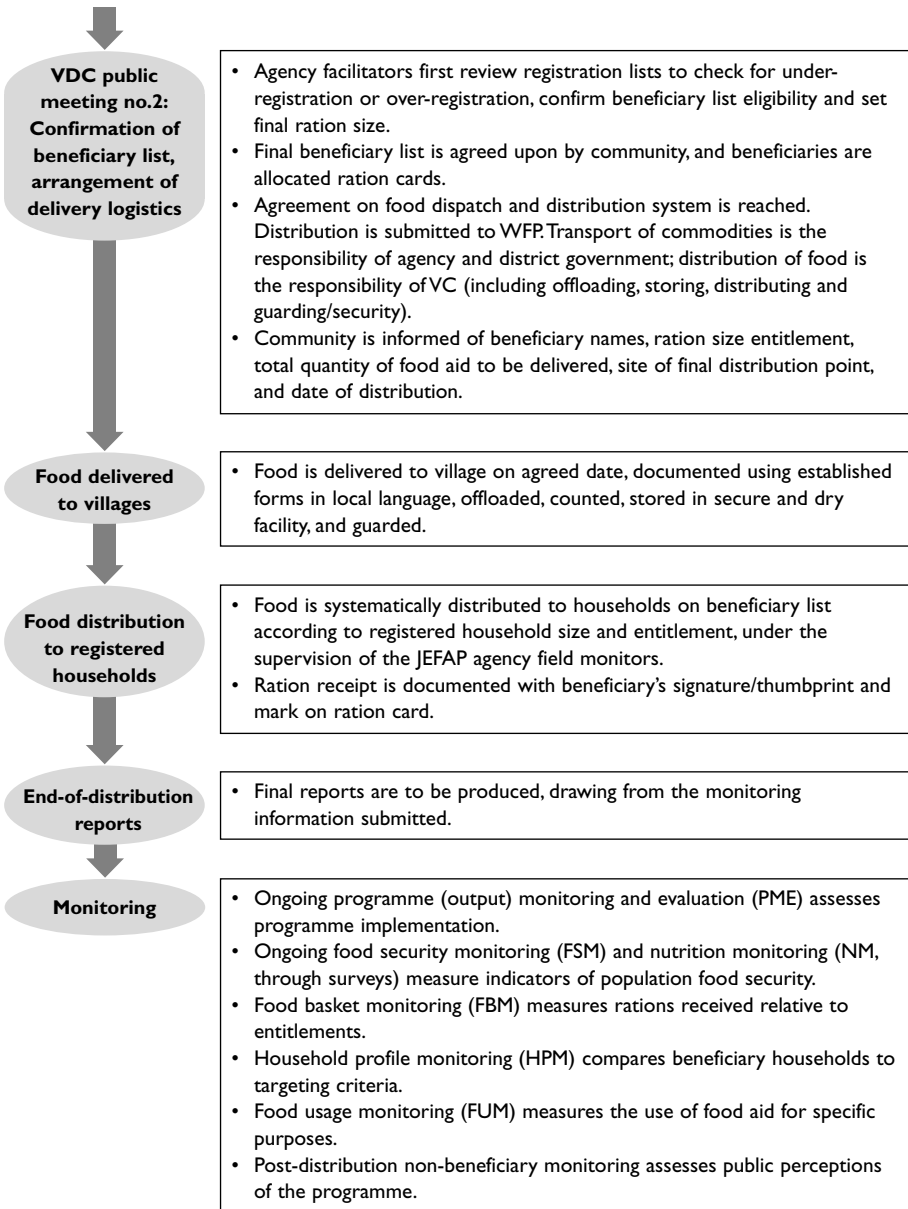 VDC public
meeting no.2:
Confirmation of
beneficiary list,
arrangement of
delivery logistics
• Agency facilitators first review registration lists to check for under-
registration or over-registration, confirm beneficiary list eligibility and set
final ration size.
• Final beneficiary list is agreed upon by community, and beneficiaries are
allocated ration cards.
• Agreement on food dispatch and distribution system is reached.
Distribution is submitted to WFP. Transport of commodities is the
responsibility of agency and district government; distribution of food is
the responsibility of VC (including offloading, storing, distributing and
guarding/security).
• Community is informed of beneficiary names, ration size entitlement,
total quantity of food aid to be delivered, site of final distribution point,
and date of distribution.
Food delivered
to villages
• Food is delivered to village on agreed date, documented using established
forms in local language, offloaded, counted, stored in secure and dry
facility, and guarded.
Food distribution
to registered
households
• Food is systematically distributed to households on beneficiary list
according to registered household size and entitlement, under the
supervision of the JEFAP agency field monitors.
• Ration receipt is documented with beneficiary's signature/thumbprint and
mark on ration card.
End-of-distribution
reports
• Final reports are to be produced, drawing from the monitoring
information submitted.
Monitoring
• Ongoing programme (output) monitoring and evaluation (PME) assesses
programme implementation.
• Ongoing food security monitoring (FSM) and nutrition monitoring (NM,
through surveys) measure indicators of population food security.
• Food basket monitoring (FBM) measures rations received relative to
entitlements.
• Household profile monitoring (HPM) compares beneficiary households to
targeting criteria.
• Food usage monitoring (FUM) measures the use of food aid for specific
purposes.
• Post-distribution non-beneficiary monitoring assesses public perceptions
of the programme.